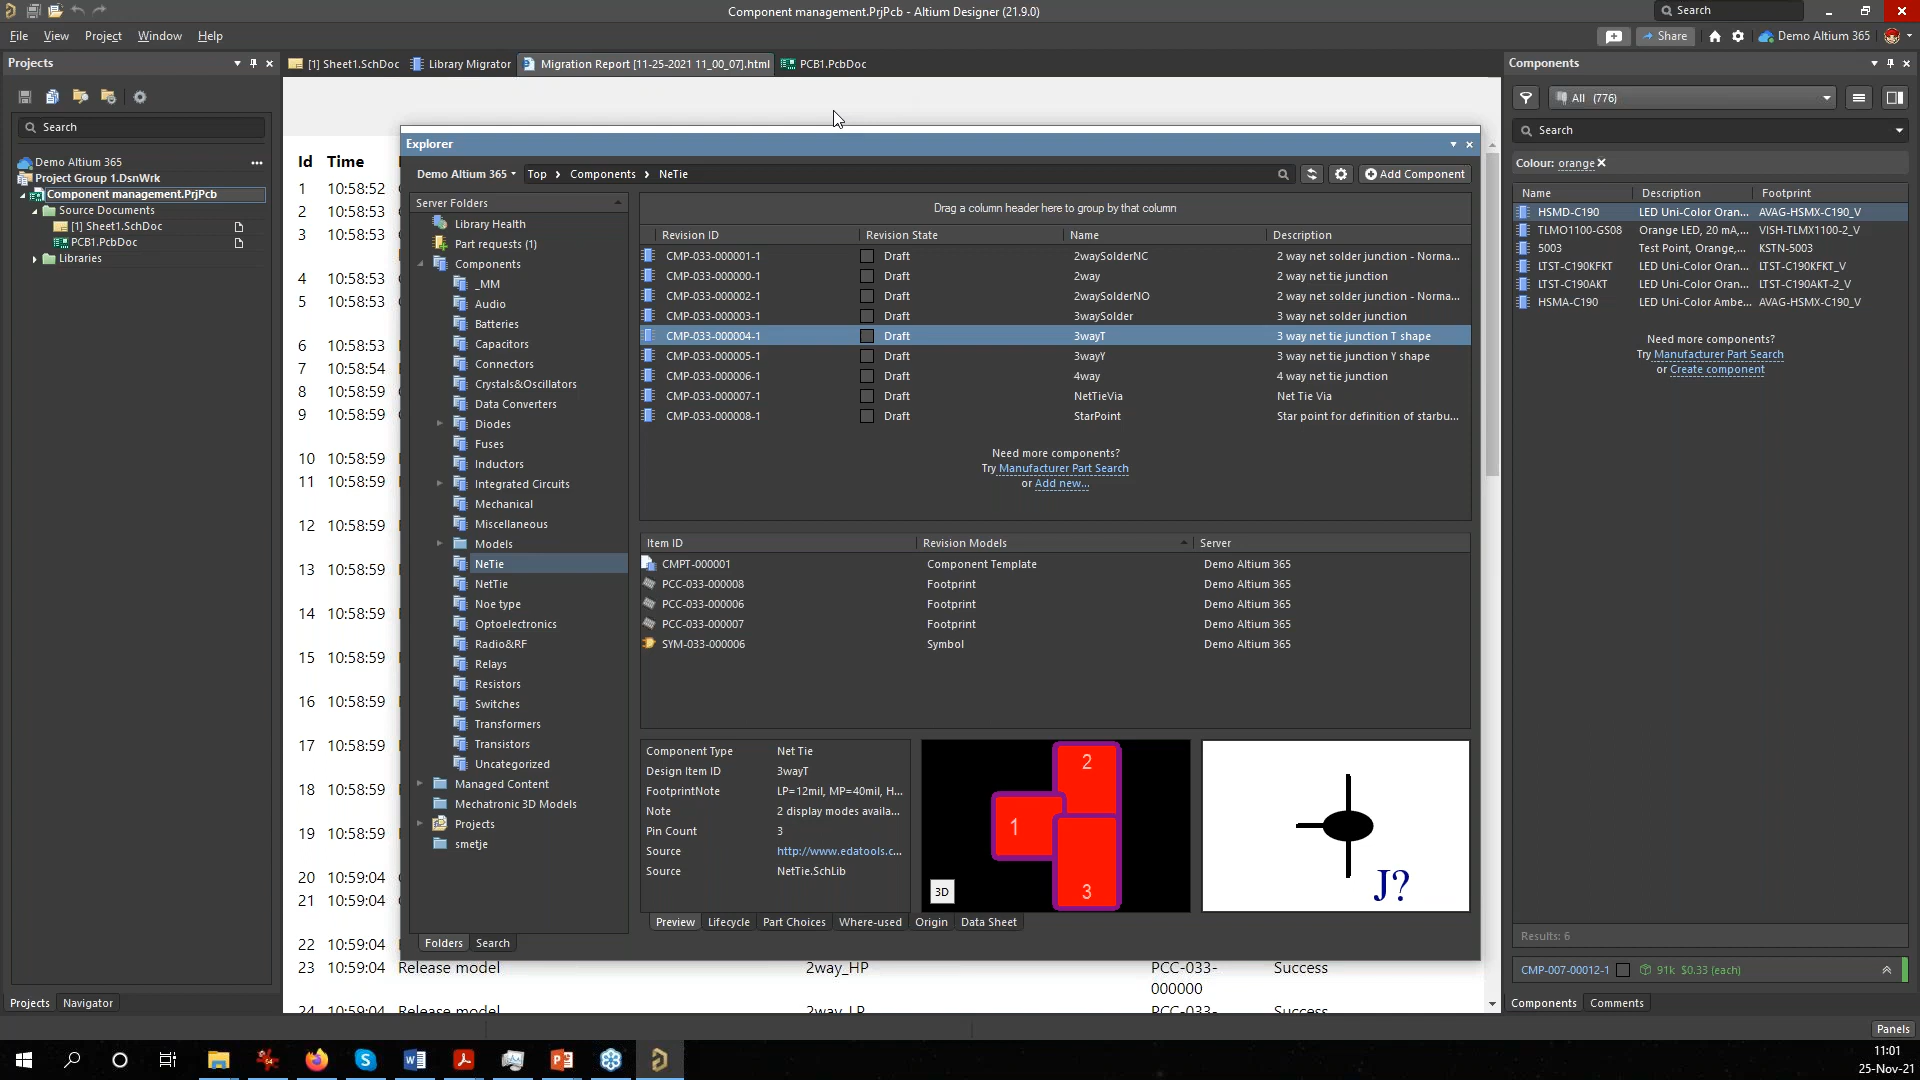 Component management.PrjPcb - Altium Designer (21.9.0)
Search
File View Project Window Help
Share
Demo Altium 365
Projects
[1] Sheet1.SchDoc
Library Migrator
Migration Report [11-25-2021 11_00_07].html
PCB1.PcbDoc
Components
All (776)
Search
Search
Demo Altium 365
Project Group 1.DsnWrk
Component management.PrjPcb
Source Documents
[1] Sheet1.SchDoc
PCB1.PcbDoc
Libraries
Colour: orange
Name Description Footprint
HSMD-C190 LED Uni-Color Oran... AVAG-HSMX-C190_V
TLMO1100-GS08 Orange LED, 20 mA,... VISH-TLMX1100-2_V
5003 Test Point, Orange,... KSTN-5003
LTST-C190KFKT LED Uni-Color Oran... LTST-C190KFKT_V
LTST-C190AKT LED Uni-Color Oran... LTST-C190AKT-2_V
HSMA-C190 LED Uni-Color Ambe... AVAG-HSMX-C190_V
Need more components?
Try Manufacturer Part Search
or Create component
Results: 6
CMP-007-00012-1 91k $0.33 (each)
Components Comments
Panels
Id Time
1 10:58:52
2 10:58:53
3 10:58:53
4 10:58:53
5 10:58:53
6 10:58:53
7 10:58:54
8 10:58:59
9 10:58:59
10 10:58:59
11 10:58:59
12 10:58:59
13 10:58:59
14 10:58:59
15 10:58:59
16 10:58:59
17 10:58:59
18 10:58:59
19 10:58:59
20 10:59:04
21 10:59:04
22 10:59:04
23 10:59:04 Release model 2way_HP PCC-033-000000 Success
24 10:59:04 Release model 2way_LP PCC-033- Success
Explorer
Demo Altium 365 Top Components NeTie
Add Component
Server Folders
Library Health
Part requests (1)
Components
_MM
Audio
Batteries
Capacitors
Connectors
Crystals&Oscillators
Data Converters
Diodes
Fuses
Inductors
Integrated Circuits
Mechanical
Miscellaneous
Models
NeTie
NetTie
Noe type
Optoelectronics
Radio&RF
Relays
Resistors
Switches
Transformers
Transistors
Uncategorized
Managed Content
Mechatronic 3D Models
Projects
smetje
Folders Search
Drag a column header here to group by that column
Revision ID Revision State Name Description
CMP-033-000001-1 Draft 2waySolderNC 2 way net solder junction - Norma...
CMP-033-000000-1 Draft 2way 2 way net tie junction
CMP-033-000002-1 Draft 2waySolderNO 2 way net solder junction - Norma...
CMP-033-000003-1 Draft 3waySolder 3 way net solder junction
CMP-033-000004-1 Draft 3wayT 3 way net tie junction T shape
CMP-033-000005-1 Draft 3wayY 3 way net tie junction Y shape
CMP-033-000006-1 Draft 4way 4 way net tie junction
CMP-033-000007-1 Draft NetTieVia Net Tie Via
CMP-033-000008-1 Draft StarPoint Star point for definition of starbu...
Need more components?
Try Manufacturer Part Search
or Add new...
Item ID Revision Models Server
CMPT-000001 Component Template Demo Altium 365
PCC-033-000008 Footprint Demo Altium 365
PCC-033-000006 Footprint Demo Altium 365
PCC-033-000007 Footprint Demo Altium 365
SYM-033-000006 Symbol Demo Altium 365
Component Type Net Tie
Design Item ID 3wayT
FootprintNote LP=12mil, MP=40mil, H...
Note 2 display modes availa...
Pin Count 3
Source http://www.edatools.c...
Source NetTie.SchLib
1
2
3
3D
J?
Preview Lifecycle Part Choices Where-used Origin Data Sheet
Projects Navigator
11:01
25-Nov-21